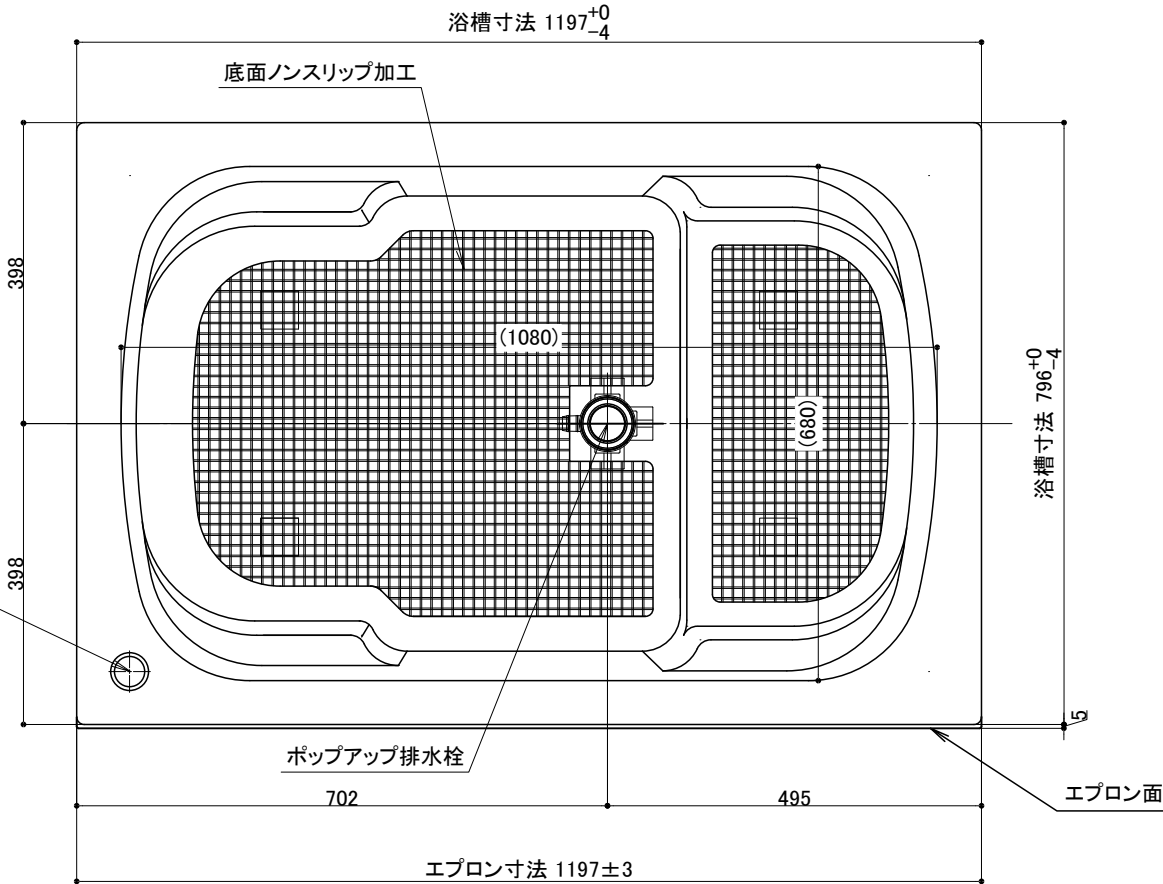 浴槽寸法 1197+0 -4
底面ノンスリップ加工
398
(1080)
(680)
浴槽寸法 796+0 -4
398
5
ポップアップ排水栓
702
495
エプロン面
エプロン寸法 1197±3